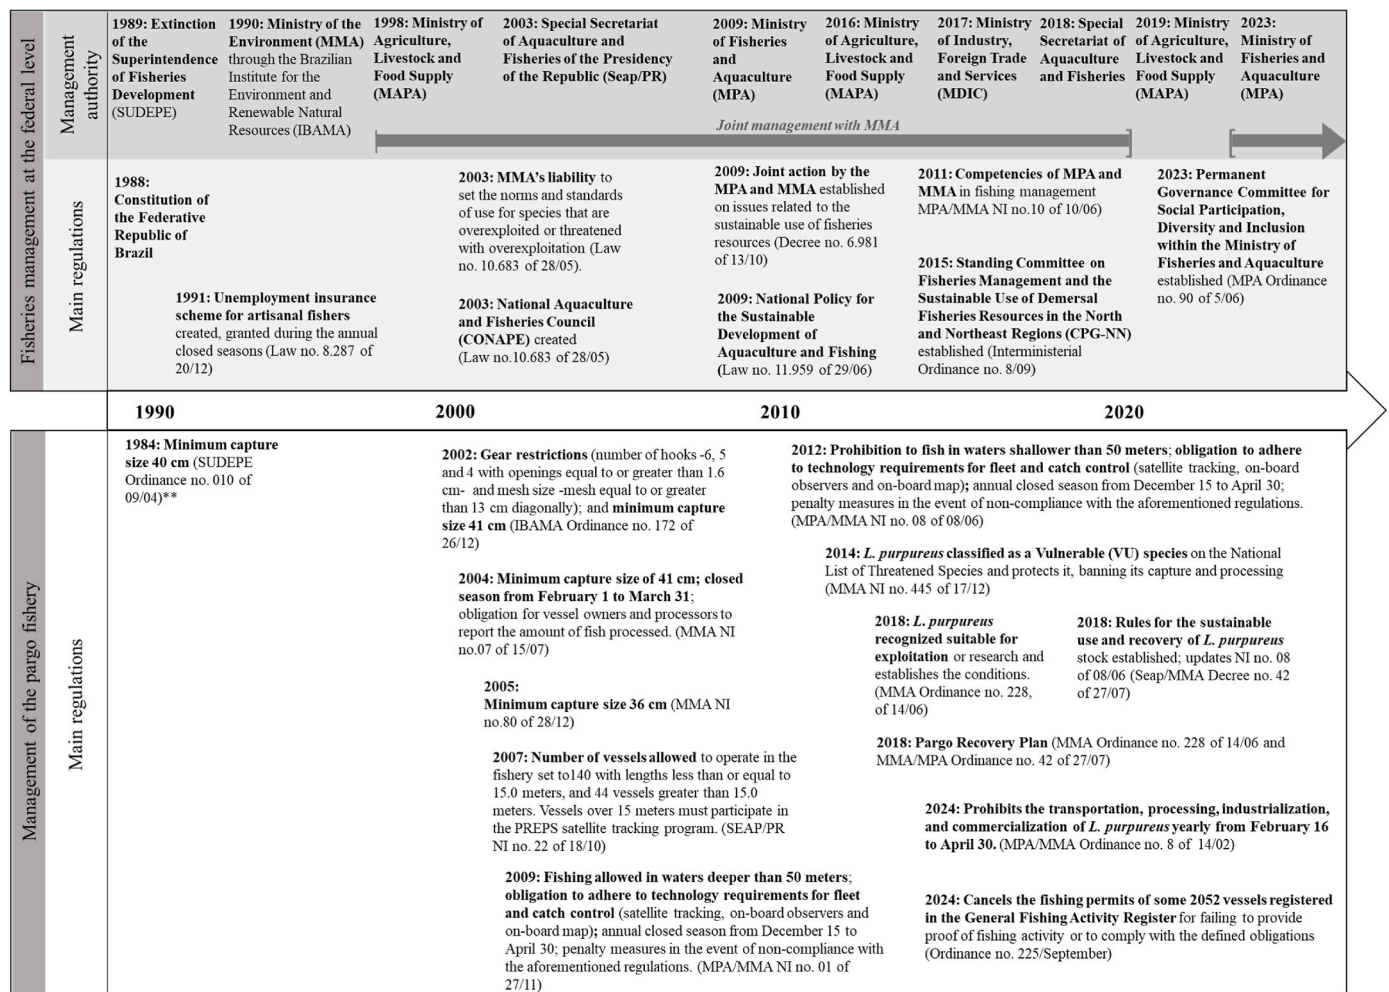 Fisheries management at the federal level
Management
authority
1989: Extinction
of the
Superintendence
of Fisheries
Development
(SUDEPE)
1990: Ministry of the
Environment (MMA)
through the Brazilian
Institute for the
Environment and
Renewable Natural
Resources (IBAMA)
1998: Ministry of
Agriculture,
Livestock and
Food Supply
(MAPA)
2003: Special Secretariat
of Aquaculture and
Fisheries of the Presidency
of the Republic (Seap/PR)
2009: Ministry
of Fisheries
and
Aquaculture
(MPA)
2016: Ministry
of Agriculture,
Livestock and
Food Supply
(MAPA)
2017: Ministry
of Industry,
Foreign Trade
and Services
(MDIC)
2018: Special
Secretariat of
Aquaculture
and Fisheries
2019: Ministry
of Agriculture,
Livestock and
Food Supply
(MAPA)
2023:
Ministry of
Fisheries and
Aquaculture
(MPA)
Joint management with MMA
Main regulations
1988:
Constitution of
the Federative
Republic of
Brazil
1991: Unemployment insurance
scheme for artisanal fishers
created, granted during the annual
closed seasons (Law no. 8.287 of
20/12)
2003: MMA's liability to
set the norms and standards
of use for species that are
overexploited or threatened
with overexploitation (Law
no. 10.683 of 28/05).
2003: National Aquaculture
and Fisheries Council
(CONAPE) created
(Law no.10.683 of 28/05)
2009: Joint action by the
MPA and MMA established
on issues related to the
sustainable use of fisheries
resources (Decree no. 6.981
of 13/10)
2009: National Policy for
the Sustainable
Development of
Aquaculture and Fishing
(Law no. 11.959 of 29/06)
2011: Competencies of MPA and
MMA in fishing management
MPA/MMA NI no.10 of 10/06)
2015: Standing Committee on
Fisheries Management and the
Sustainable Use of Demersal
Fisheries Resources in the North
and Northeast Regions (CPG-NN)
established (Interministerial
Ordinance no. 8/09)
2023: Permanent
Governance Committee for
Social Participation,
Diversity and Inclusion
within the Ministry of
Fisheries and Aquaculture
established (MPA Ordinance
no. 90 of 5/06)
1990
2000
2010
2020
Management of the pargo fishery
Main regulations
1984: Minimum capture
size 40 cm (SUDEPE
Ordinance no. 010 of
09/04)**
2002: Gear restrictions (number of hooks -6, 5
and 4 with openings equal to or greater than 1.6
cm- and mesh size -mesh equal to or greater
than 13 cm diagonally); and minimum capture
size 41 cm (IBAMA Ordinance no. 172 of
26/12)
2004: Minimum capture size of 41 cm; closed
season from February 1 to March 31;
obligation for vessel owners and processors to
report the amount of fish processed. (MMA NI
no.07 of 15/07)
2005:
Minimum capture size 36 cm (MMA NI
no.80 of 28/12)
2007: Number of vessels allowed to operate in the
fishery set to140 with lengths less than or equal to
15.0 meters, and 44 vessels greater than 15.0
meters. Vessels over 15 meters must participate in
the PREPS satellite tracking program. (SEAP/PR
NI no. 22 of 18/10)
2009: Fishing allowed in waters deeper than 50 meters;
obligation to adhere to technology requirements for fleet
and catch control (satellite tracking, on-board observers and
on-board map); annual closed season from December 15 to
April 30; penalty measures in the event of non-compliance with
the aforementioned regulations. (MPA/MMA NI no. 01 of
27/11)
2012: Prohibition to fish in waters shallower than 50 meters; obligation to adhere
to technology requirements for fleet and catch control (satellite tracking, on-board
observers and on-board map); annual closed season from December 15 to April 30;
penalty measures in the event of non-compliance with the aforementioned regulations.
(MPA/MMA NI no. 08 of 08/06)
2014: L. purpureus classified as a Vulnerable (VU) species on the National
List of Threatened Species and protects it, banning its capture and processing
(MMA NI no. 445 of 17/12)
2018: L. purpureus
recognized suitable for
exploitation or research and
establishes the conditions.
(MMA Ordinance no. 228,
of 14/06)
2018: Rules for the sustainable
use and recovery of L. purpureus
stock established; updates NI no. 08
of 08/06 (Seap/MMA Decree no. 42
of 27/07)
2018: Pargo Recovery Plan (MMA Ordinance no. 228 of 14/06 and
MMA/MPA Ordinance no. 42 of 27/07)
2024: Prohibits the transportation, processing, industrialization,
and commercialization of L. purpureus yearly from February 16
to April 30. (MPA/MMA Ordinance no. 8 of 14/02)
2024: Cancels the fishing permits of some 2052 vessels registered
in the General Fishing Activity Register for failing to provide
proof of fishing activity or to comply with the defined obligations
(Ordinance no. 225/September)